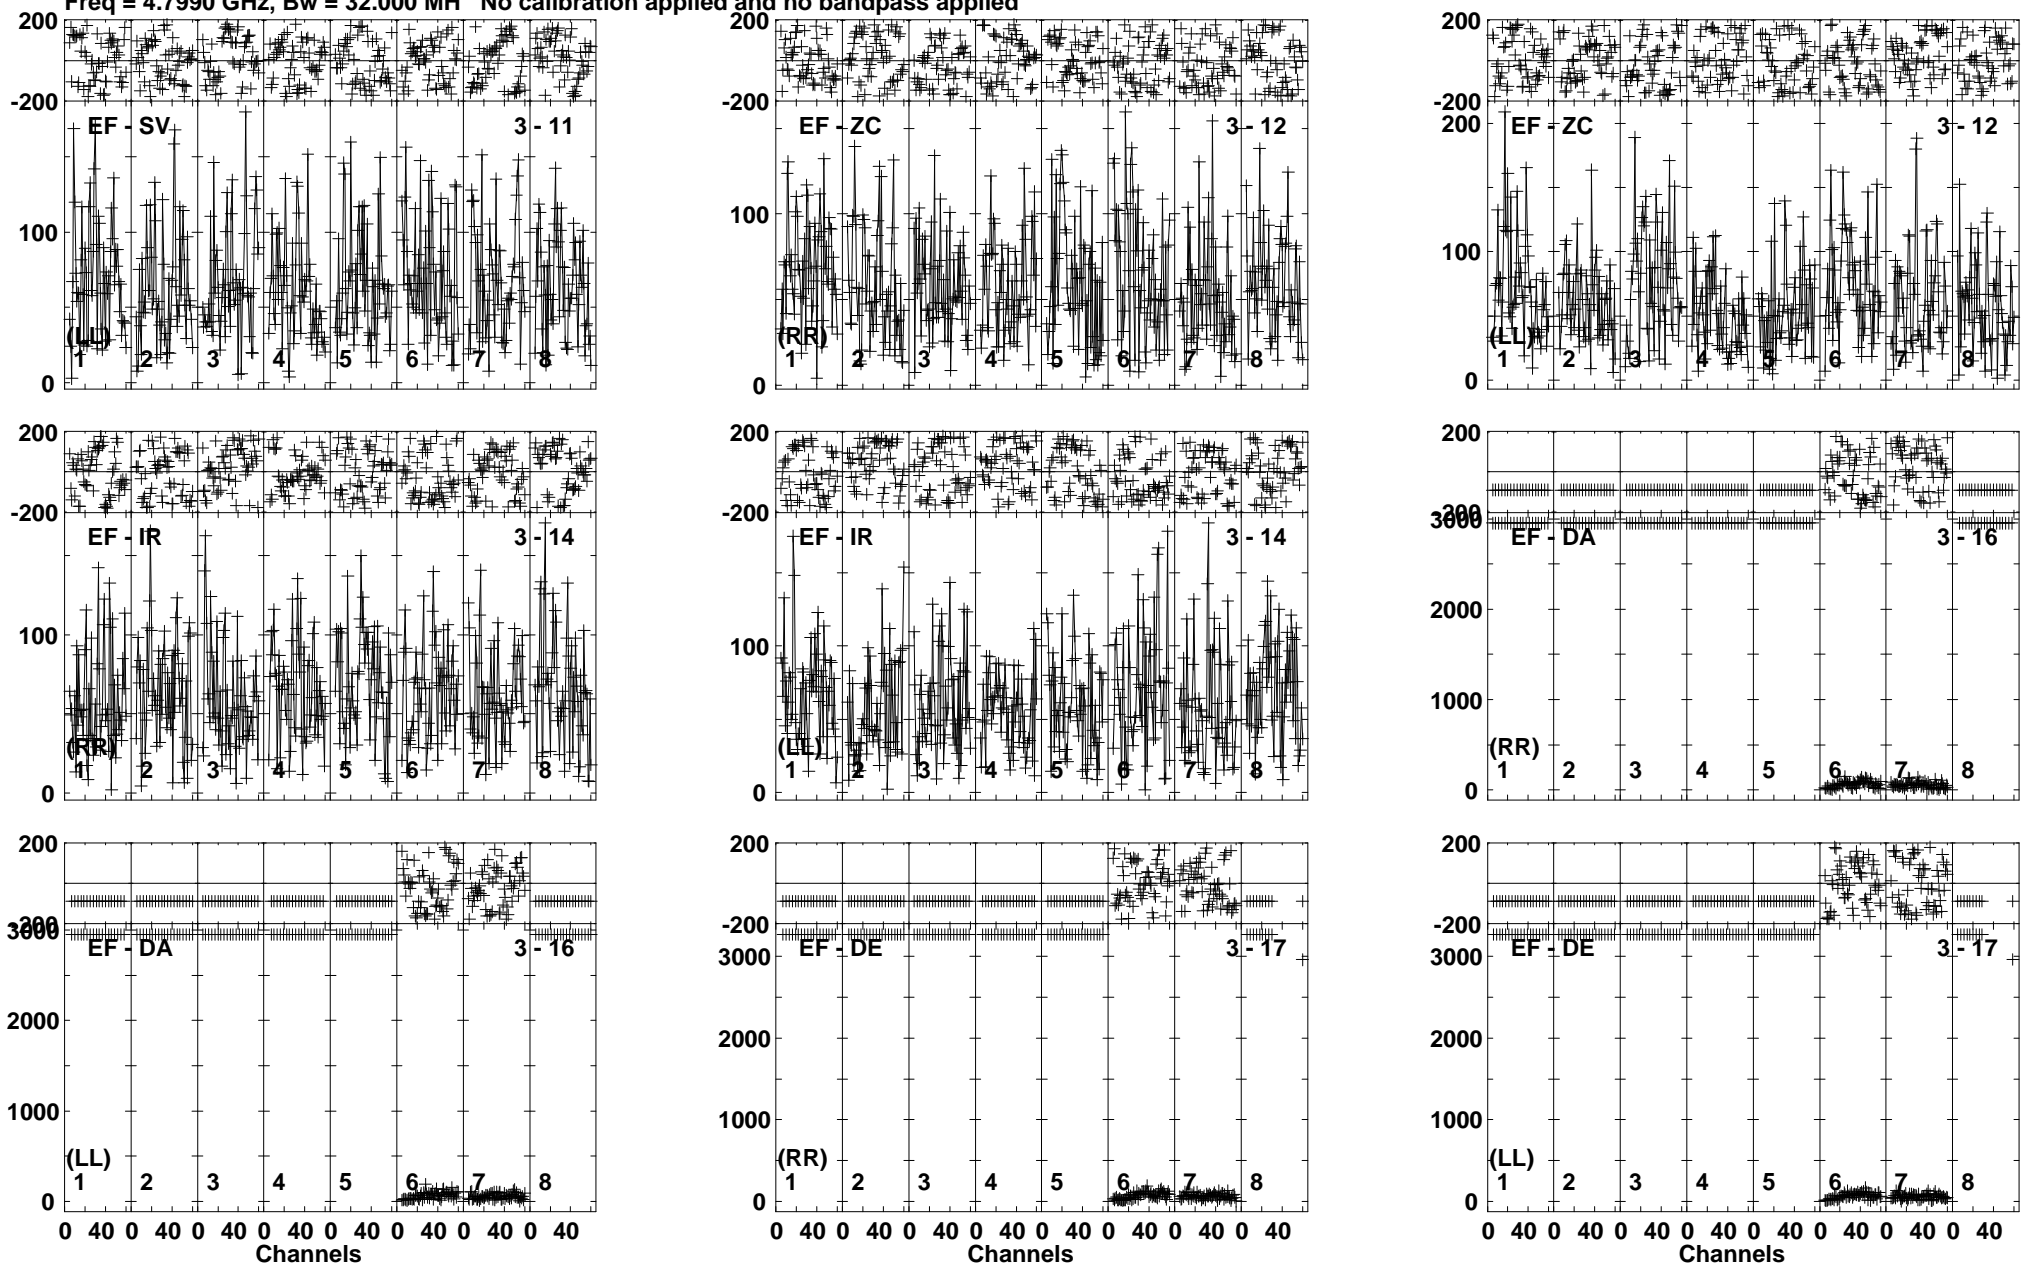 Freq = 4.7990 GHz, Bw = 32.000 MH No calibration applied and no bandpass applied
200 200 200
-200 -200 -200
EF - SV 3 - 11 EF - ZC 3 - 12 EF - ZC 3 - 12
200
100 100 100
(LL) (RR) (LL)
1 2 3 4 5 6 7 8 1 2 3 4 5 6 7 8 1 2 3 4 5 6 7 8
0 0 0
200 200 200
-200 -200 -200
3000
EF - IR 3 - 14 EF - IR 3 - 14 EF - DA 3 - 16
2000
100 100 1000
(RR) (LL) (RR)
1 2 3 4 5 6 7 8 1 2 3 4 5 6 7 8 1 2 3 4 5 6 7 8
0 0 0
200 200 200
-200 -200 -200
3000 3000 3000
EF - DA 3 - 16 EF - DE 3 - 17 EF - DE 3 - 17
2000 2000 2000
1000 1000 1000
(LL) (RR) (LL)
1 2 3 4 5 6 7 8 1 2 3 4 5 6 7 8 1 2 3 4 5 6 7 8
0 0 0
0 40 0 40 0 40 0 40 0 40 0 40 0 40 0 40 0 40 0 40 0 40 0 40 0 40 0 40 0 40 0 40 0 40 0 40 0 40 0 40 0 40 0 40 0 40 0 40
Channels Channels Channels